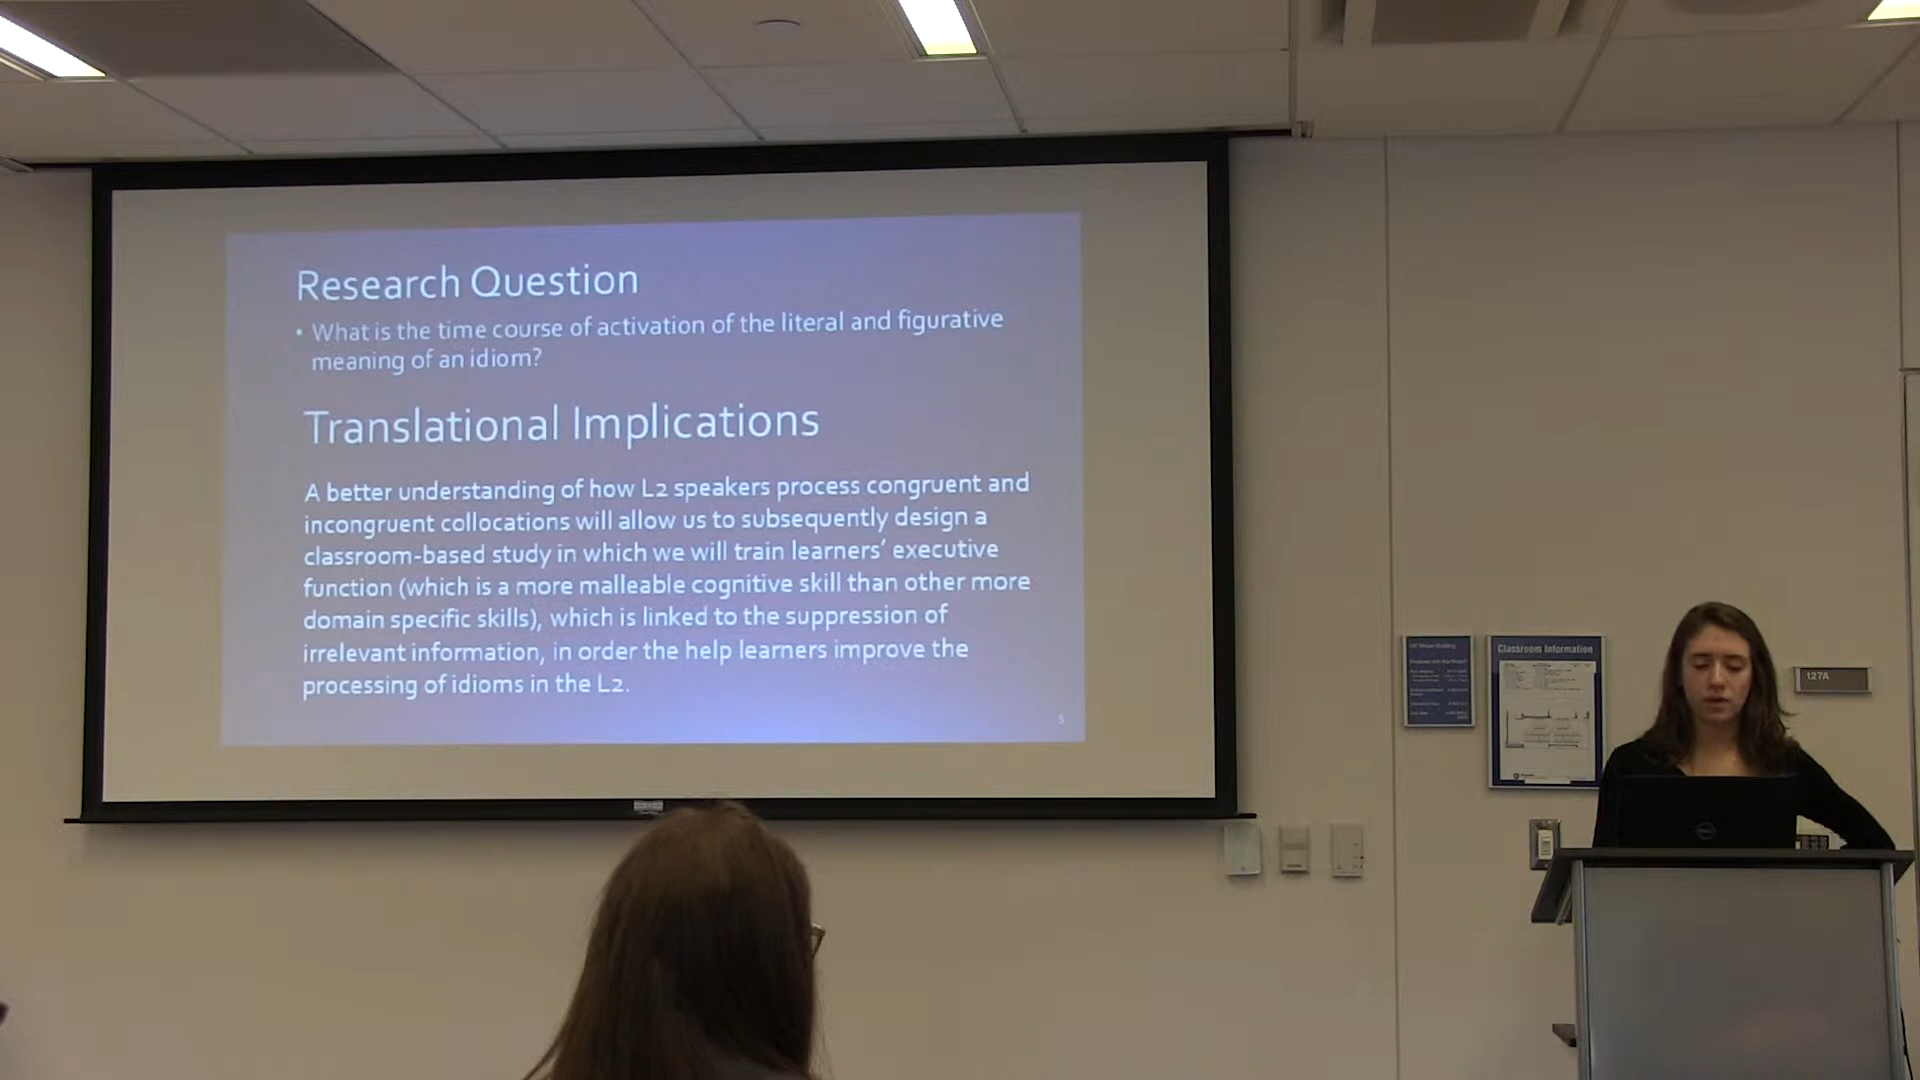 Research Question
• What is the time course of activation of the literal and figurative
meaning of an idiom?
Translational Implications
A better understanding of how L2 speakers process congruent and
incongruent collocations will allow us to subsequently design a
classroom-based study in which we will train learners' executive
function (which is a more malleable cognitive skill than other more
domain specific skills), which is linked to the suppression of
irrelevant information, in order the help learners improve the
processing of idioms in the L2.
Classroom Information
127A
DELL